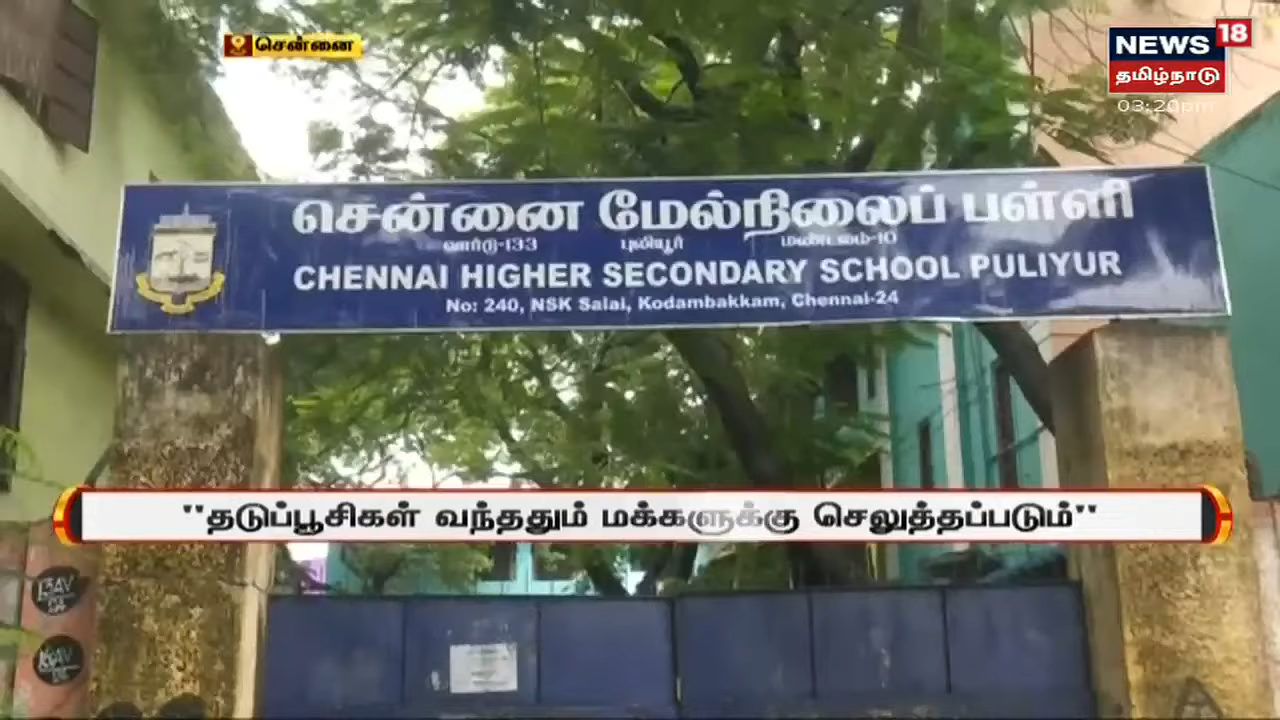 சென்னை
NEWS 18
தமிழ்நாடு
03:20pm
சென்னை மேல்நிலைப் பள்ளி
வார்டு-133 புலியூர் மண்டலம்-10
CHENNAI HIGHER SECONDARY SCHOOL PULIYUR
No: 240, NSK Salai, Kodambakkam, Chennai-24
"தடுப்பூசிகள் வந்ததும் மக்களுக்கு செலுத்தப்படும்"